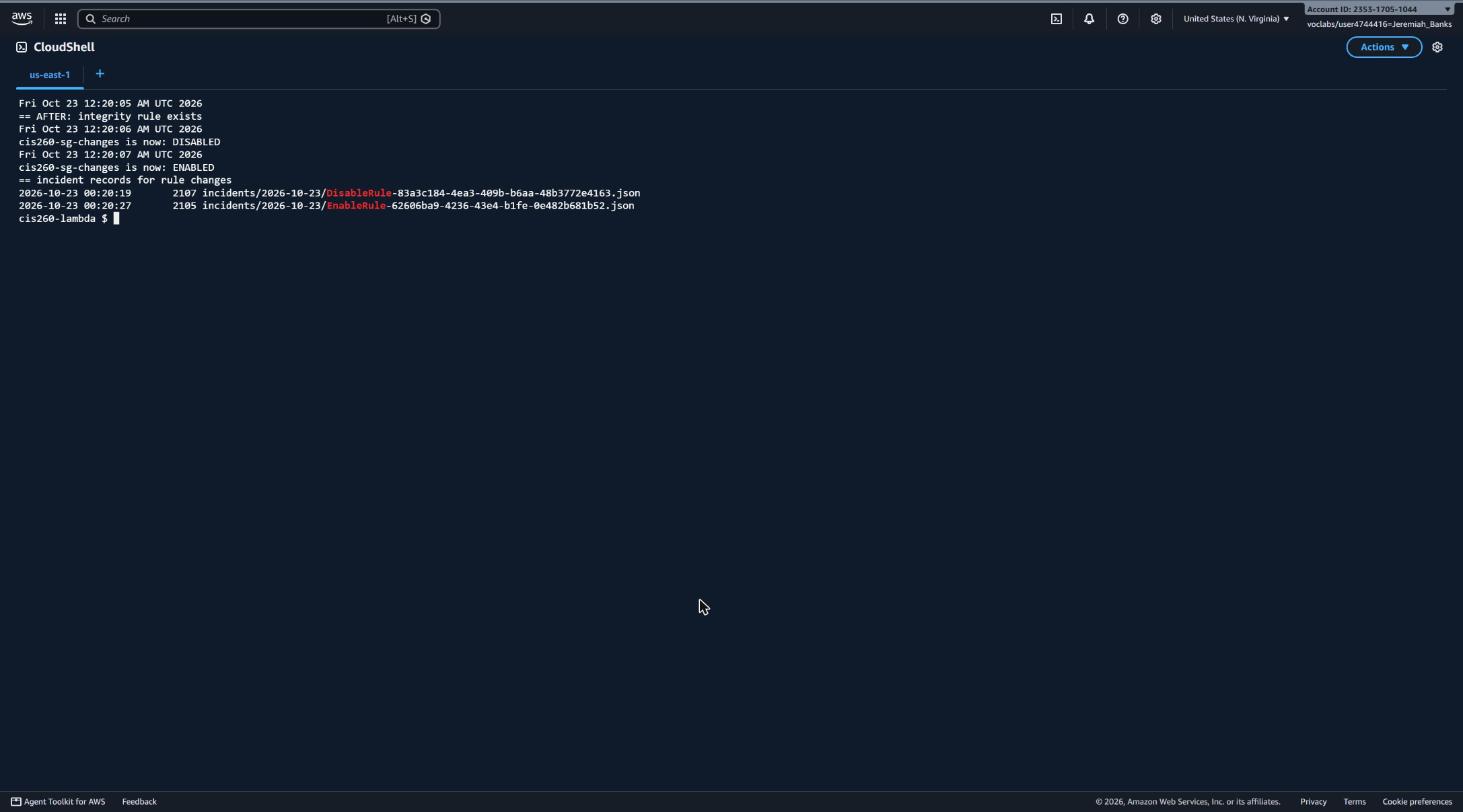 aws
Search
[Alt+S]
United States (N. Virginia)
Account ID: 2353-1705-1044
voclabs/user4744416=Jeremiah_Banks
CloudShell
Actions
us-east-1
+
Fri Oct 23 12:20:05 AM UTC 2026
== AFTER: integrity rule exists
Fri Oct 23 12:20:06 AM UTC 2026
cis260-sg-changes is now: DISABLED
Fri Oct 23 12:20:07 AM UTC 2026
cis260-sg-changes is now: ENABLED
== incident records for rule changes
2026-10-23 00:20:19       2107 incidents/2026-10-23/DisableRule-83a3c184-4ea3-409b-b6aa-48b3772e4163.json
2026-10-23 00:20:27       2105 incidents/2026-10-23/EnableRule-62606ba9-4236-43e4-b1fe-0e482b681b52.json
cis260-lambda $
Agent Toolkit for AWS
Feedback
© 2026, Amazon Web Services, Inc. or its affiliates.
Privacy
Terms
Cookie preferences